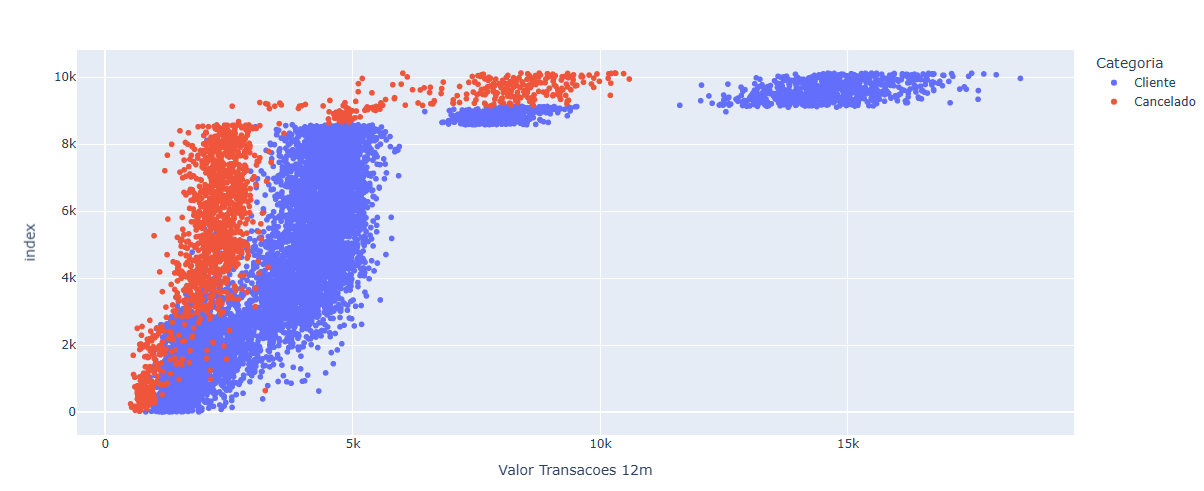 Categoria
Cliente
Cancelado
10k
8k
6k
4k
2k
0
index
0
5k
10k
15k
Valor Transacoes 12m